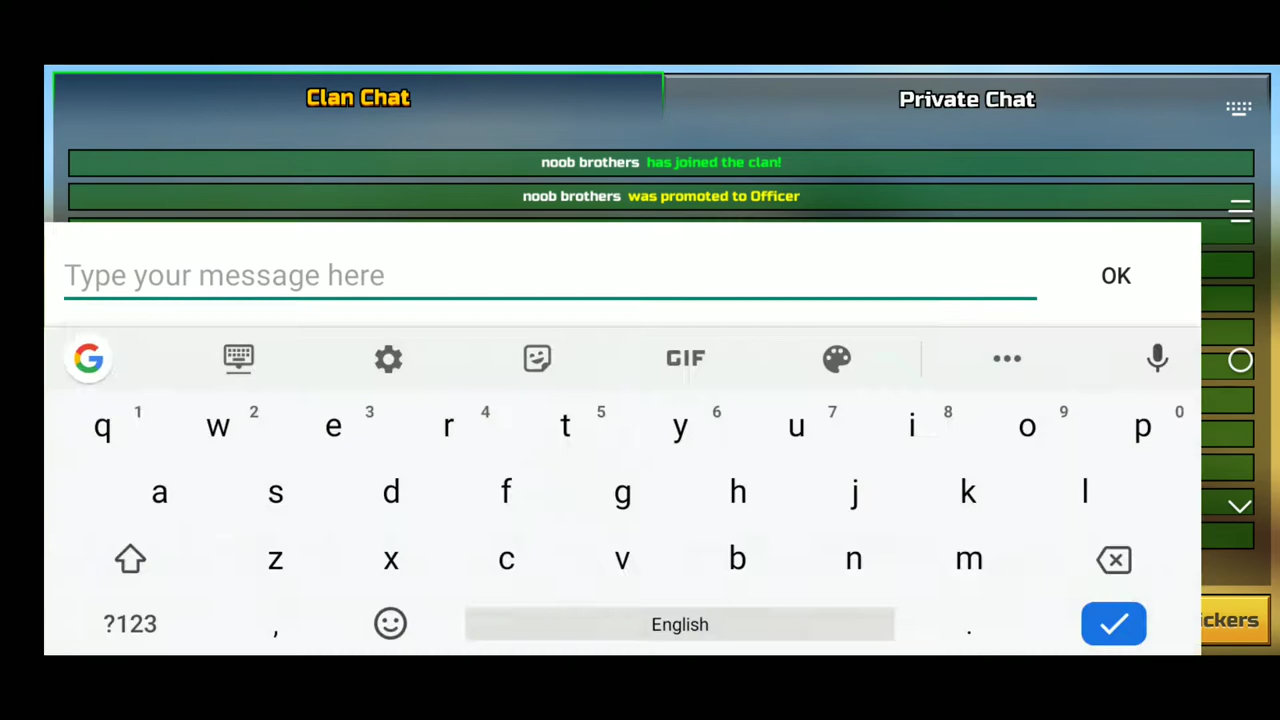 Clan Chat
Private Chat
noob brothers has joined the clan!
noob brothers was promoted to Officer
Type your message here
OK
G GIF
q 1 w 2 e 3 r 4 t 5 y 6 u 7 i 8 o 9 p 0
a s d f g h j k l
z x c v b n m
?123 , English .
ickers